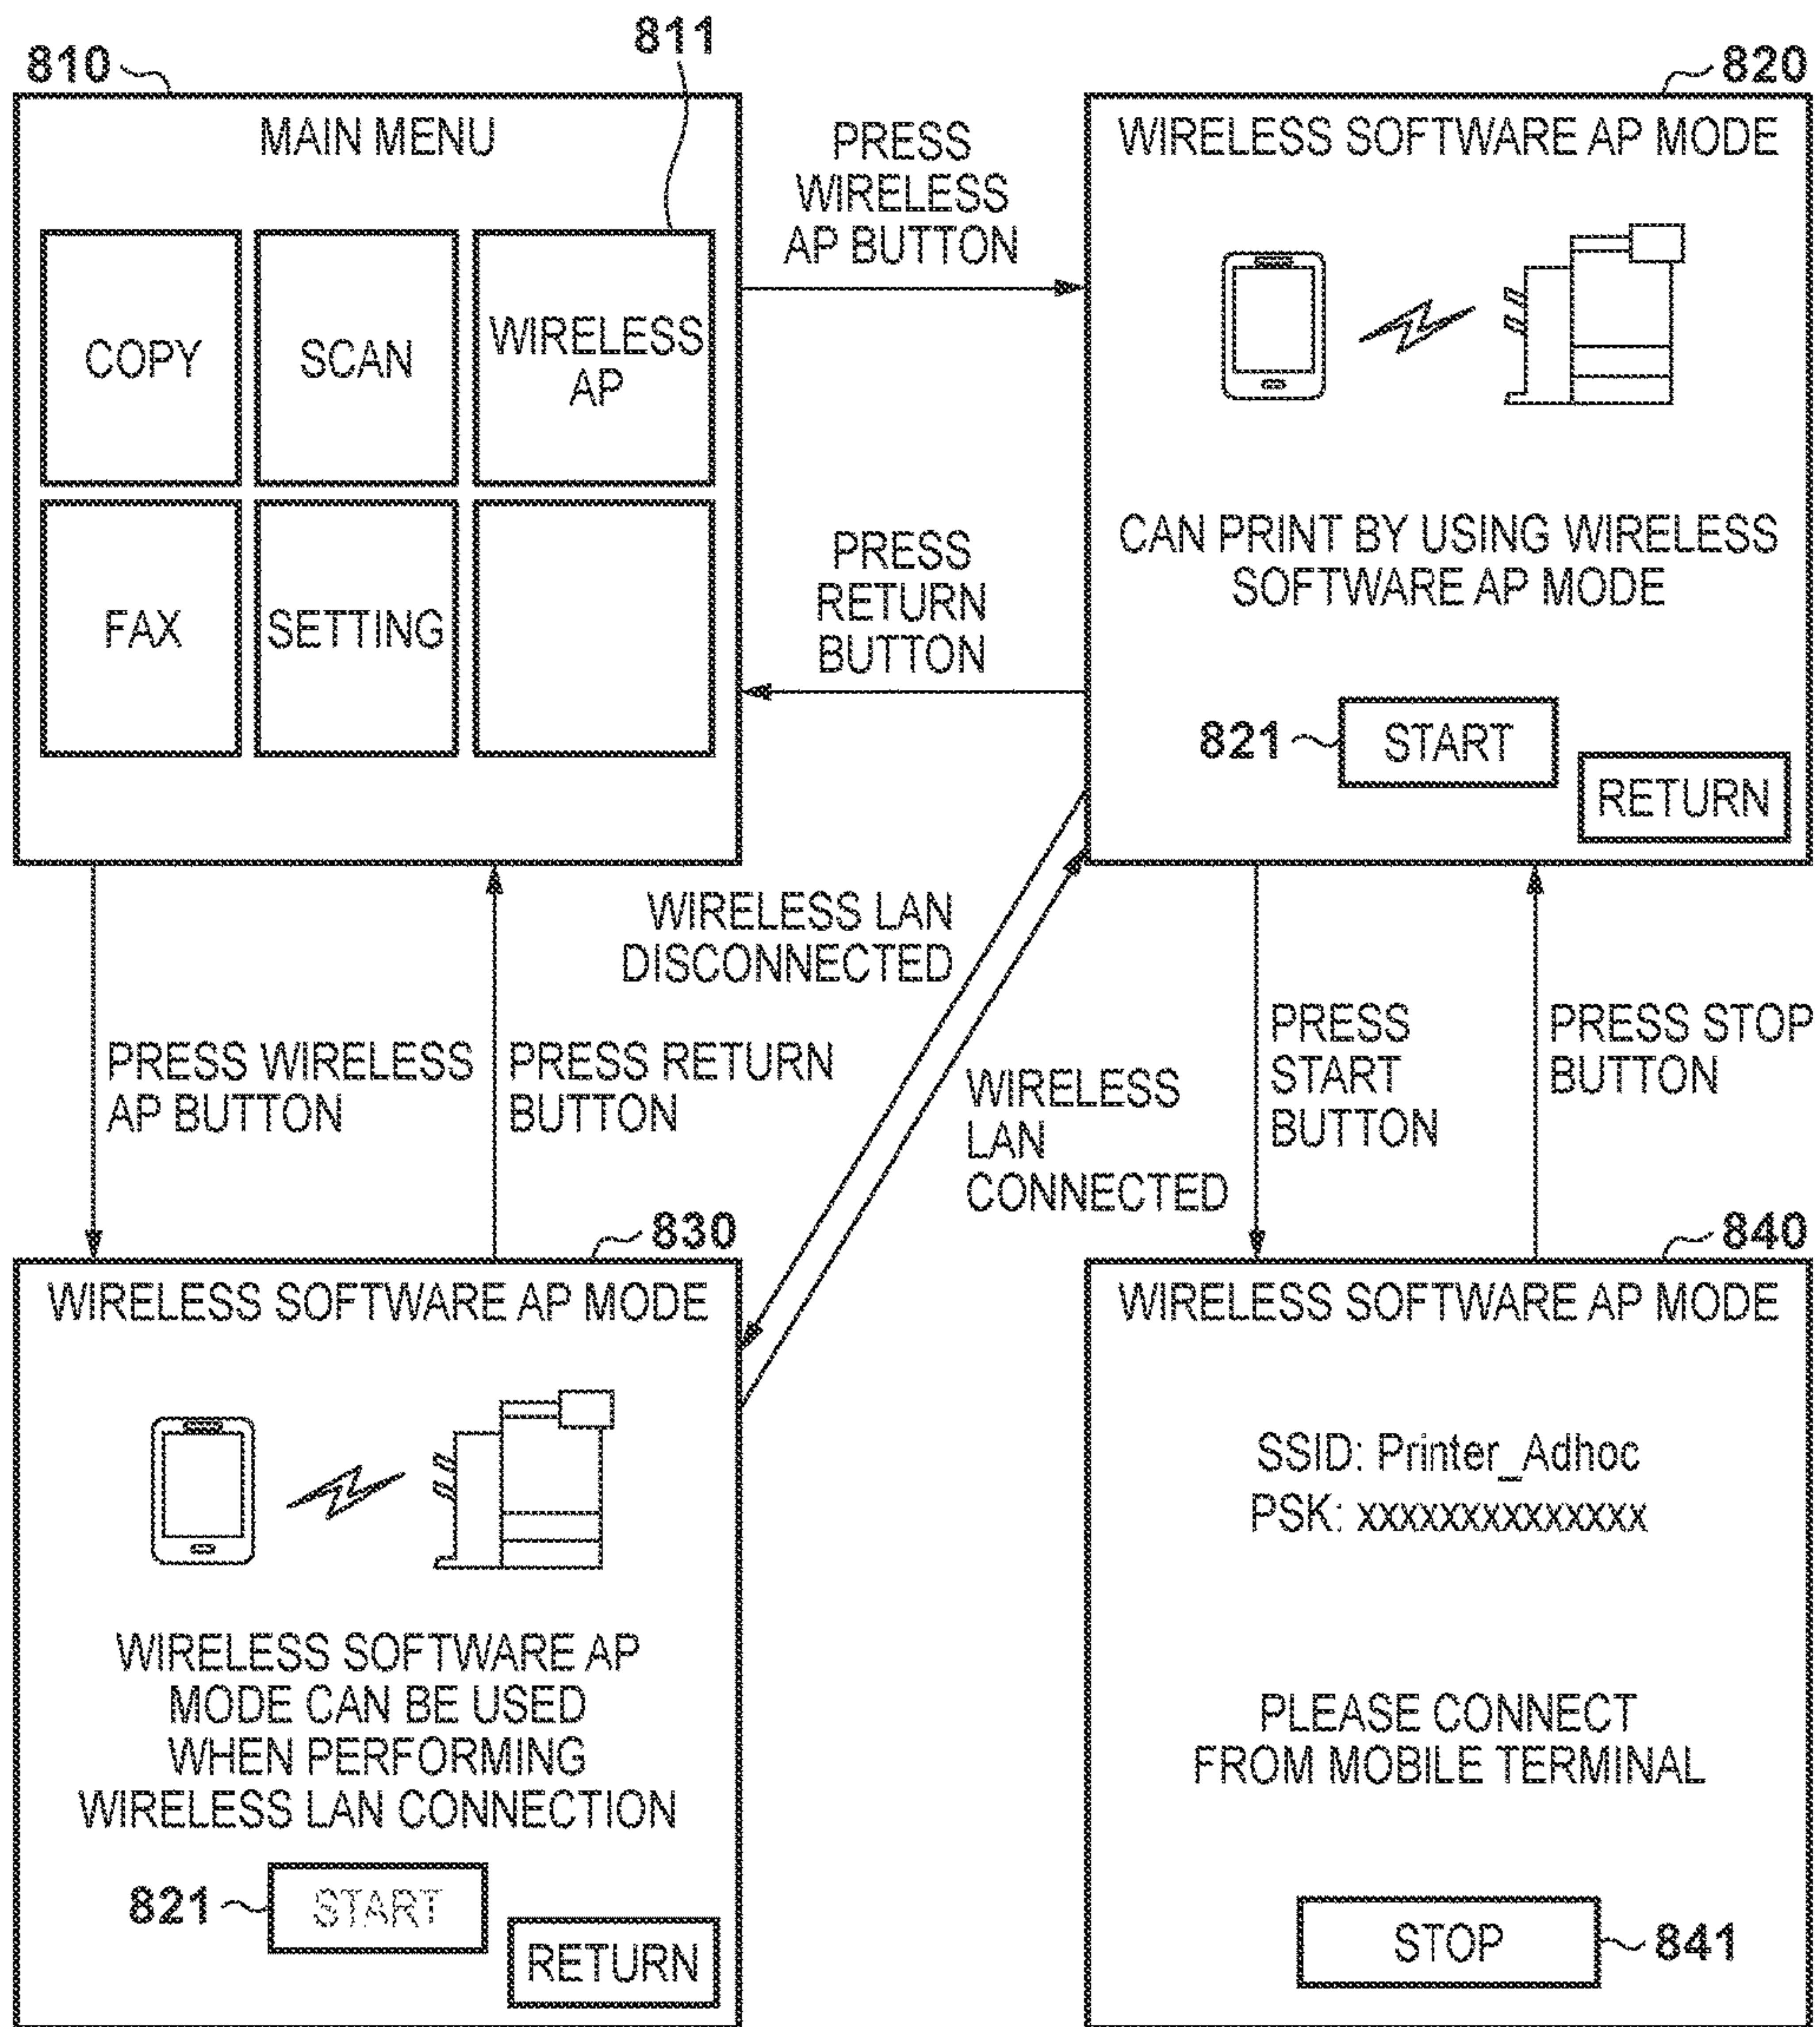 810
811
MAIN MENU
COPY
SCAN
WIRELESS
AP
FAX
SETTING
PRESS
WIRELESS
AP BUTTON
PRESS
RETURN
BUTTON
820
WIRELESS SOFTWARE AP MODE
CAN PRINT BY USING WIRELESS
SOFTWARE AP MODE
821
START
RETURN
WIRELESS LAN
DISCONNECTED
PRESS WIRELESS
AP BUTTON
PRESS RETURN
BUTTON
WIRELESS
LAN
CONNECTED
PRESS
START
BUTTON
PRESS STOP
BUTTON
830
WIRELESS SOFTWARE AP MODE
WIRELESS SOFTWARE AP
MODE CAN BE USED
WHEN PERFORMING
WIRELESS LAN CONNECTION
821
START
RETURN
840
WIRELESS SOFTWARE AP MODE
SSID: Printer_Adhoc
PSK: xxxxxxxxxxxxxx
PLEASE CONNECT
FROM MOBILE TERMINAL
STOP
841